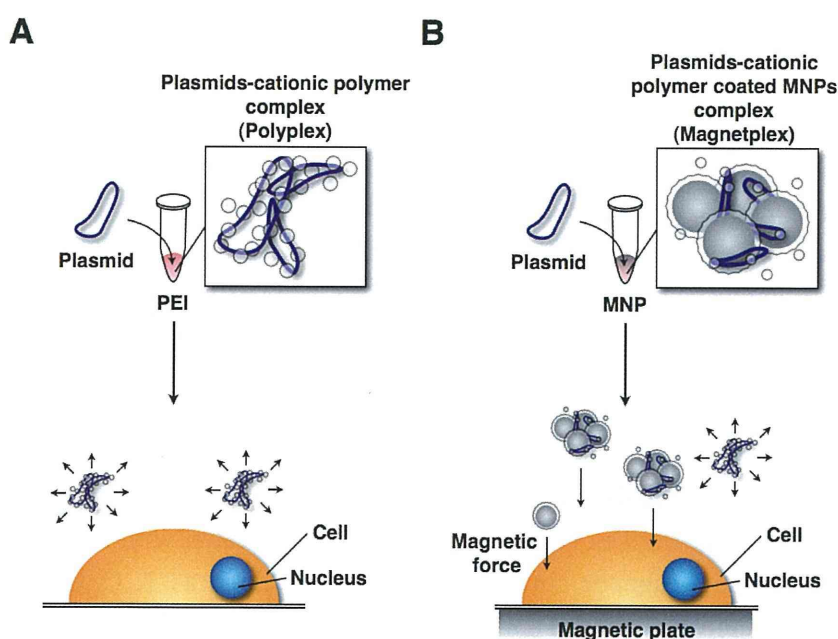 A
Plasmids-cationic polymer
complex
(Polyplex)
Plasmid
PEI
Cell
Nucleus
B
Plasmids-cationic
polymer coated MNPs
complex
(Magnetplex)
Plasmid
MNP
Magnetic
force
Cell
Nucleus
Magnetic plate